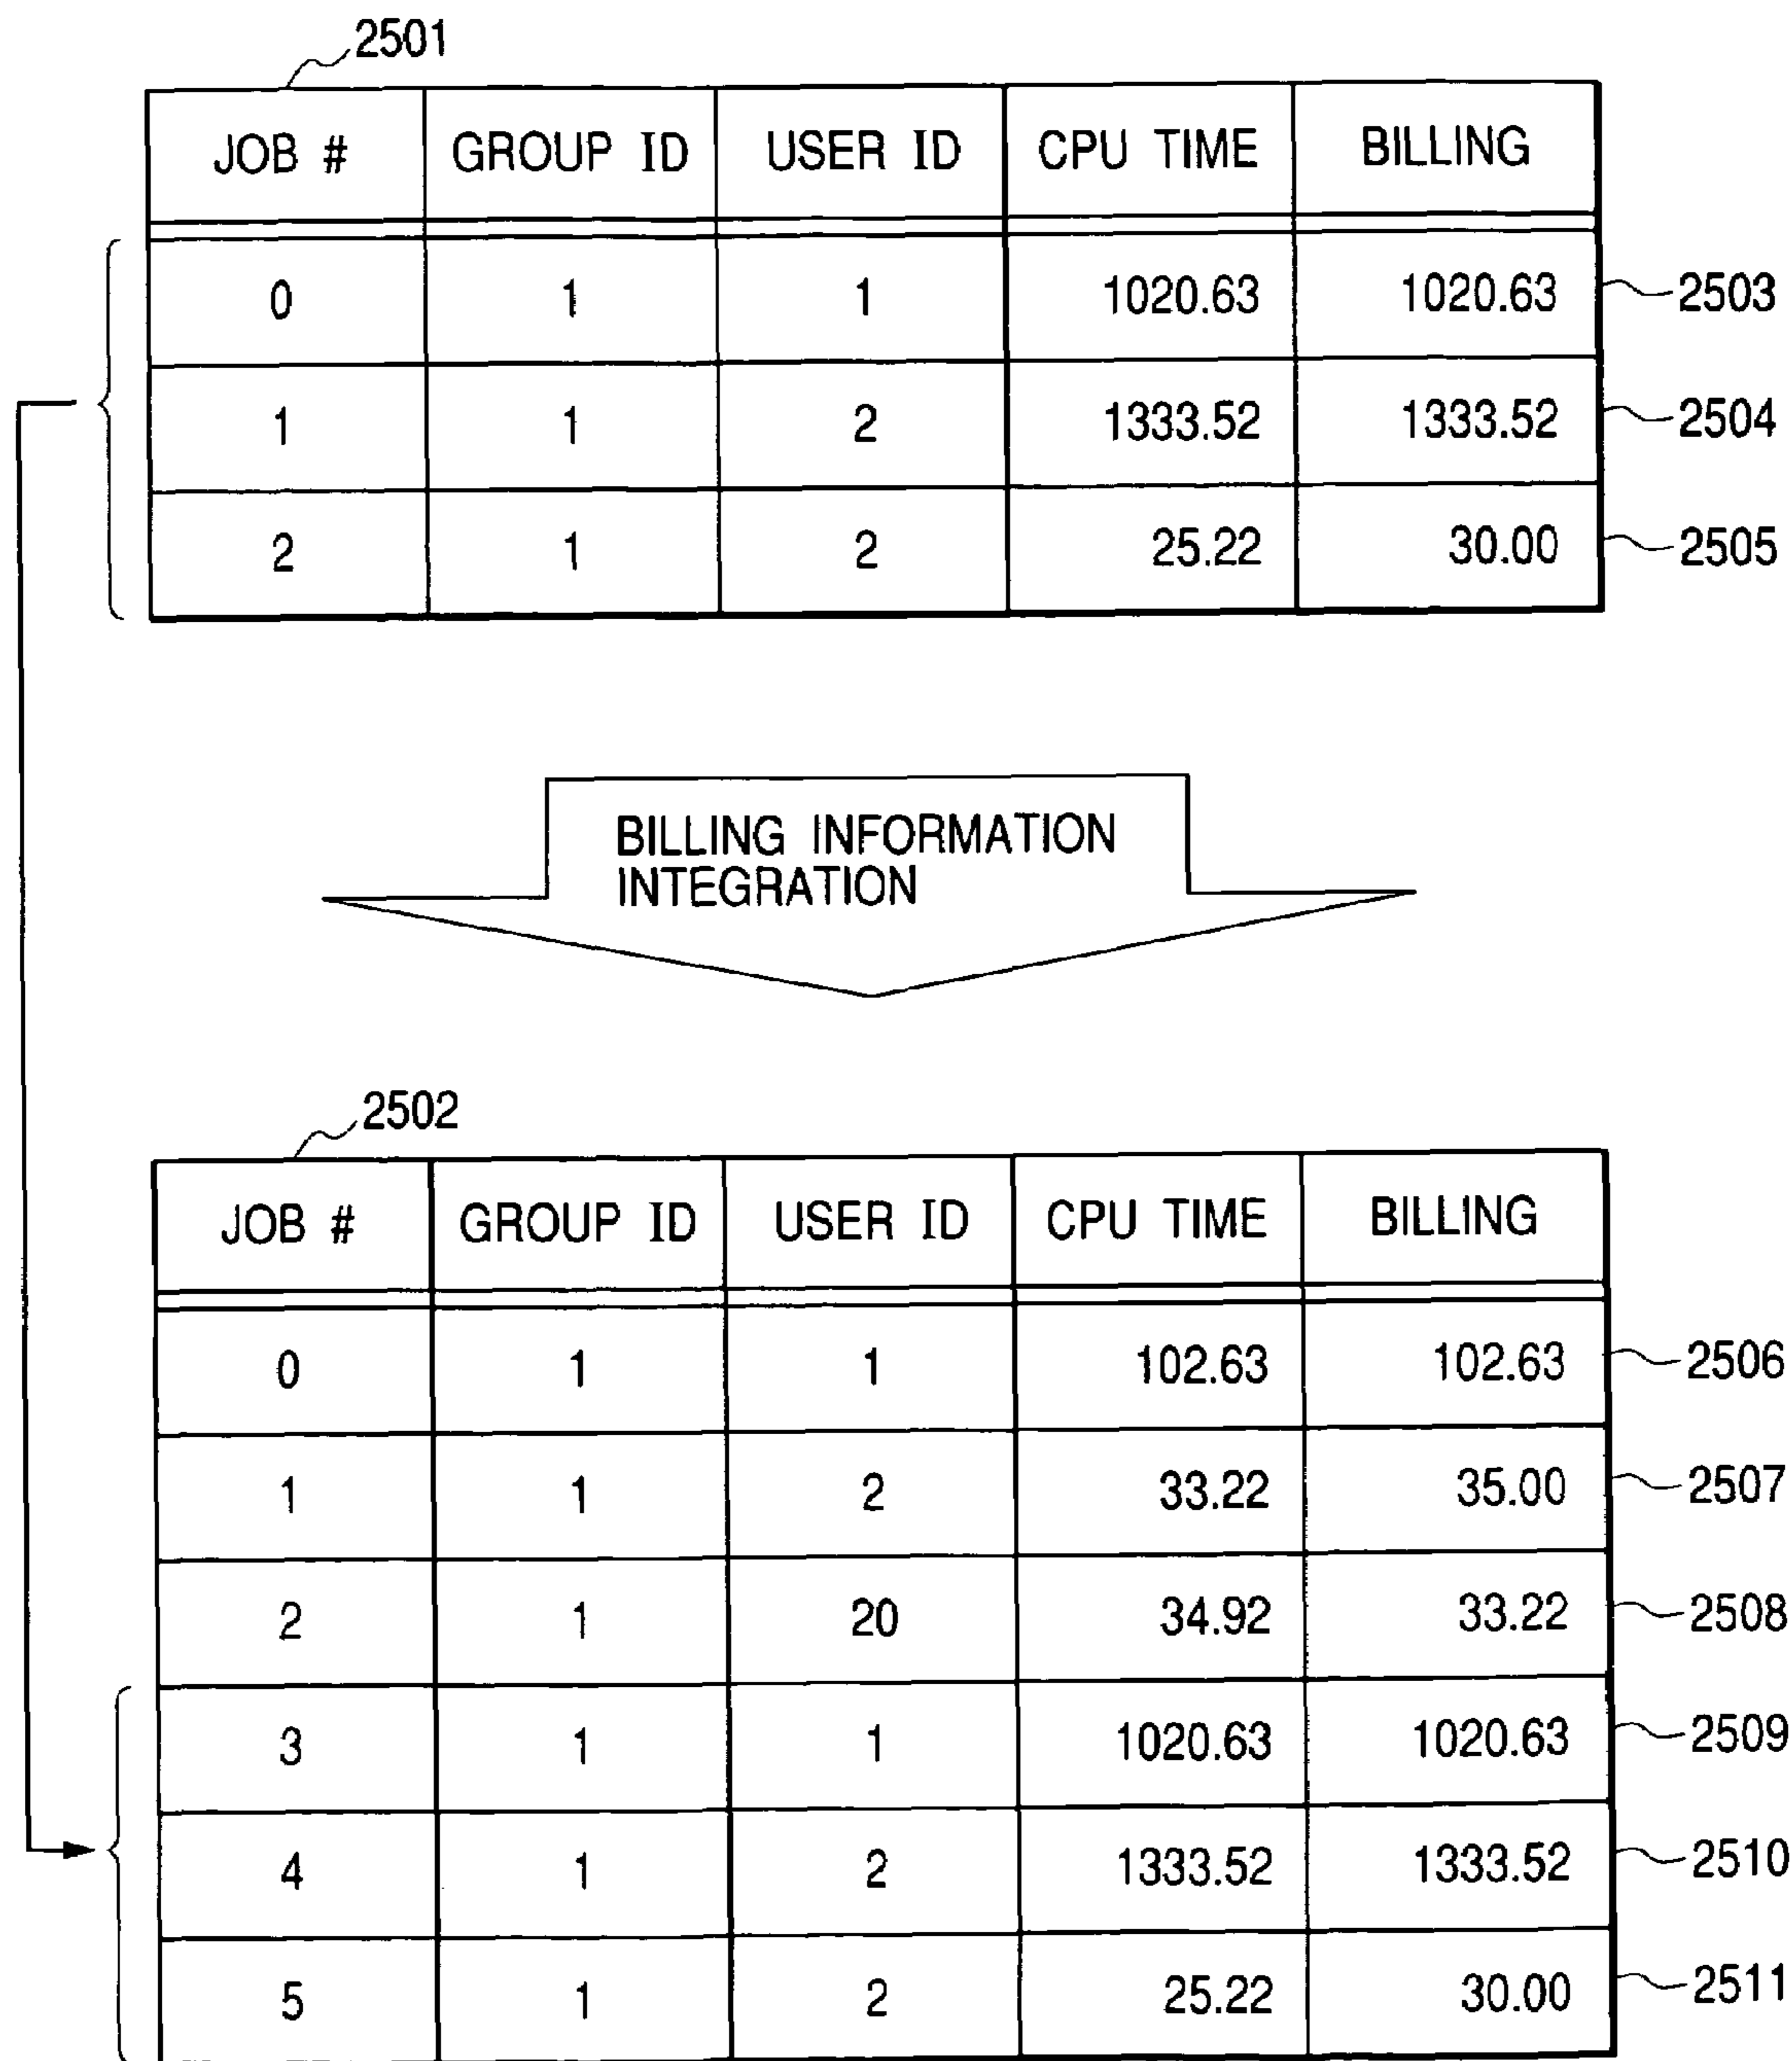 2501
JOB # GROUP ID USER ID CPU TIME BILLING
0 1 1 1020.63 1020.63 2503
1 1 2 1333.52 1333.52 2504
2 1 2 25.22 30.00 2505
BILLING INFORMATION
INTEGRATION
2502
JOB # GROUP ID USER ID CPU TIME BILLING
0 1 1 102.63 102.63 2506
1 1 2 33.22 35.00 2507
2 1 20 34.92 33.22 2508
3 1 1 1020.63 1020.63 2509
4 1 2 1333.52 1333.52 2510
5 1 2 25.22 30.00 2511